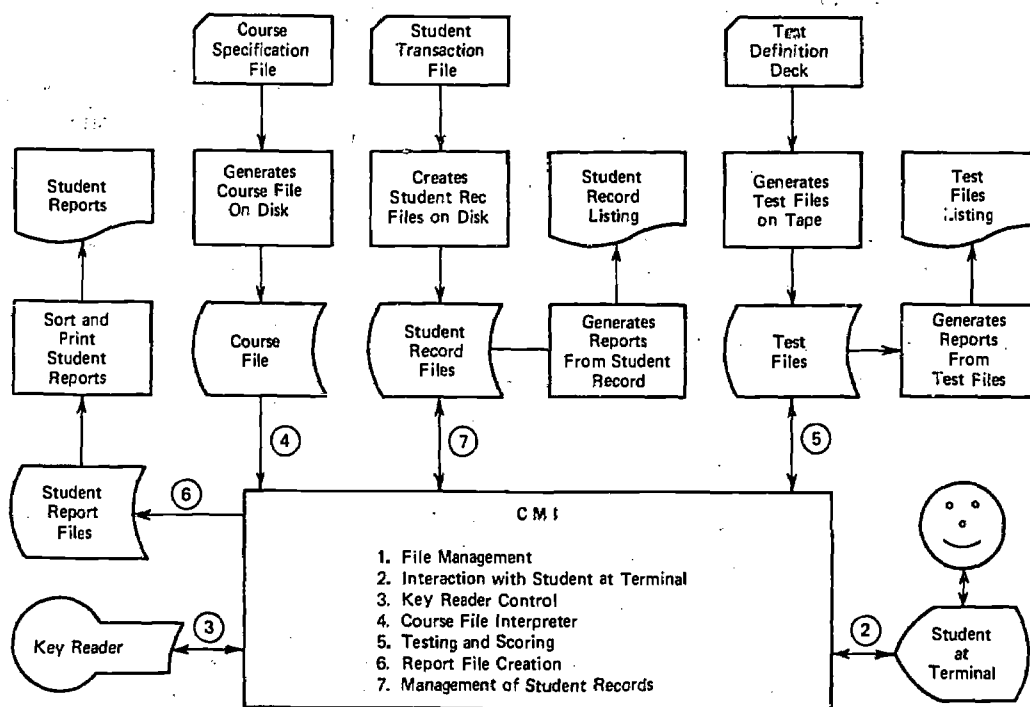 Course
Specification
File
Student
Transaction
File
Test
Definition
Deck
Student
Reports
Generates
Course File
On Disk
Creates
Student Rec
Files on Disk
Student
Record
Listing
Generates
Test Files
on Tape
Test
Files
Listing
Sort and
Print
Student
Reports
Course
File
Student
Record
Files
Generates
Reports
From Student
Record
Test
Files
Generates
Reports
From
Test Files
4
7
5
Student
Report
Files
6
CMI
1. File Management
2. Interaction with Student at Terminal
3. Key Reader Control
4. Course File Interpreter
5. Testing and Scoring
6. Report File Creation
7. Management of Student Records
Key Reader
3
2
Student
at
Terminal